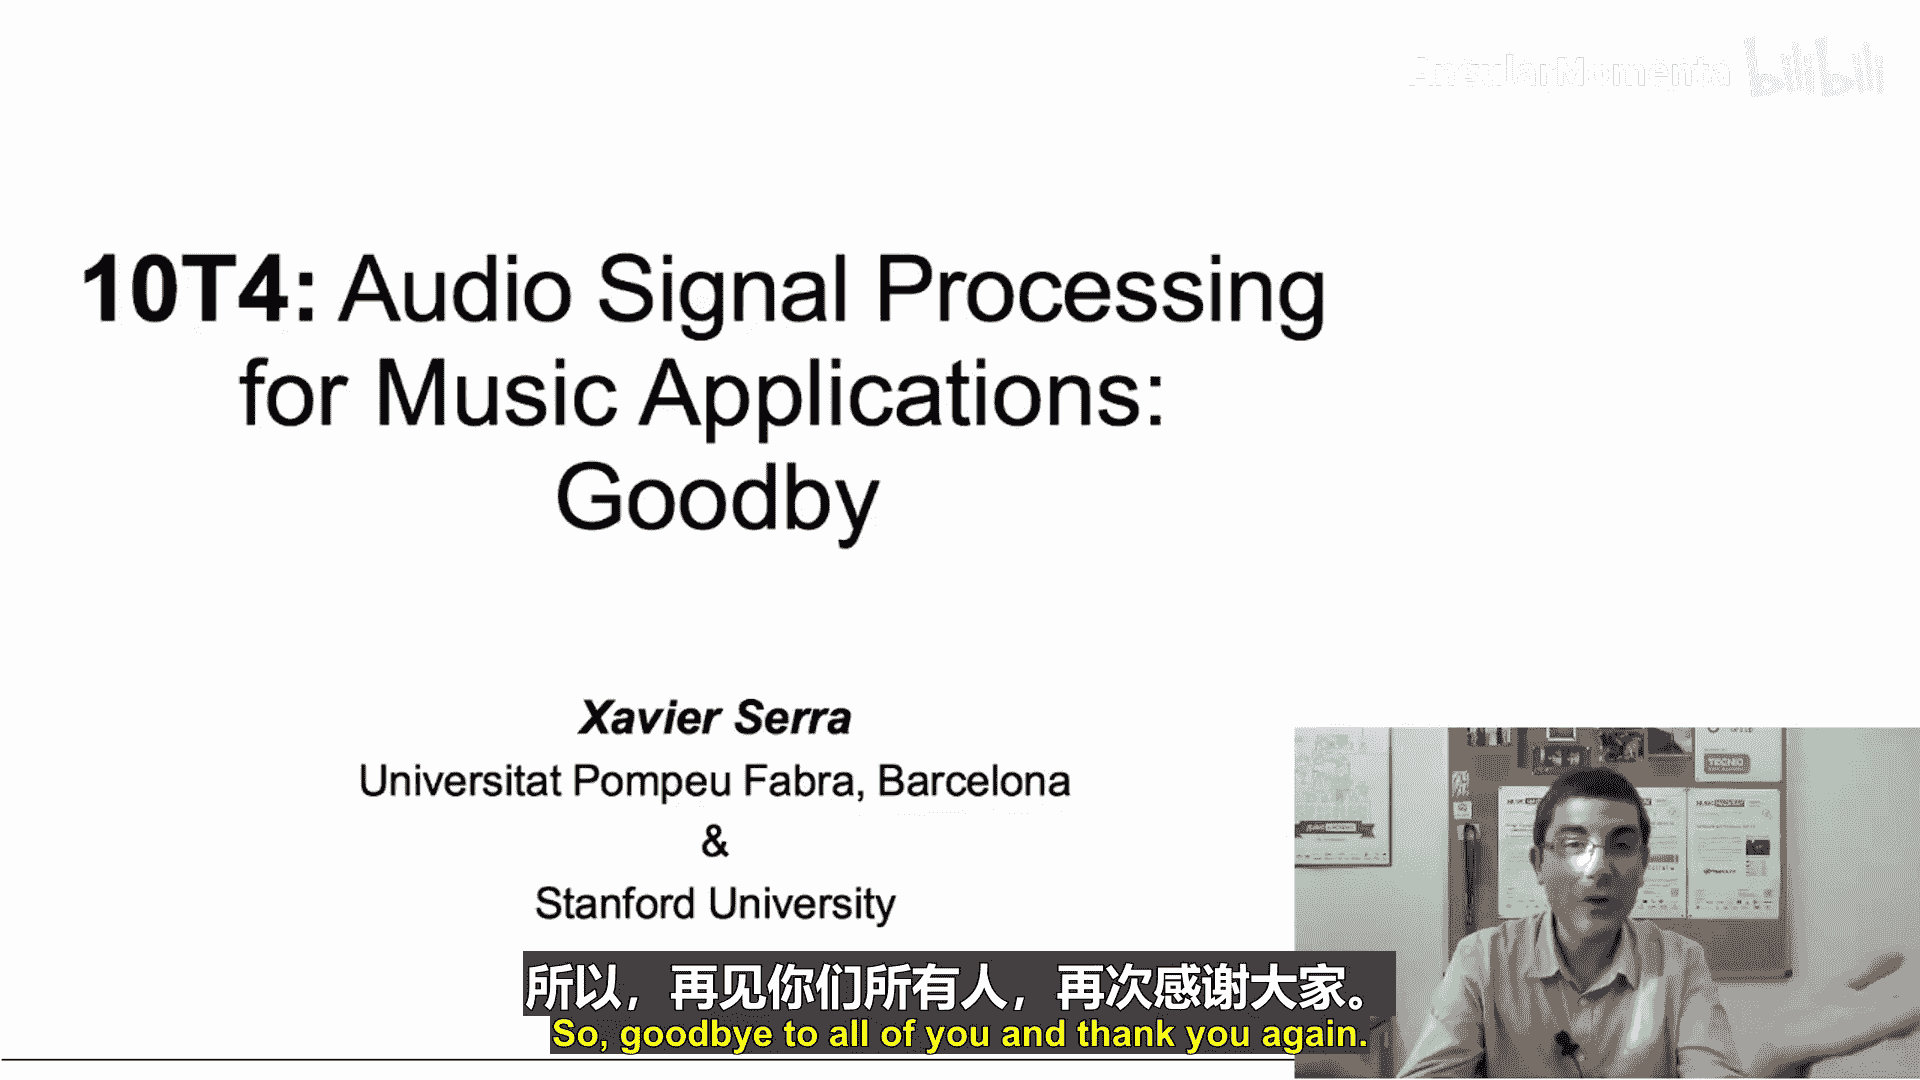 bilibili
10T4: Audio Signal Processing
for Music Applications:
Goodby
Xavier Serra
Universitat Pompeu Fabra, Barcelona
&
Stanford University
TECNIO
所以，再见你们所有人，再次感谢大家。
So, goodbye to all of you and thank you again.